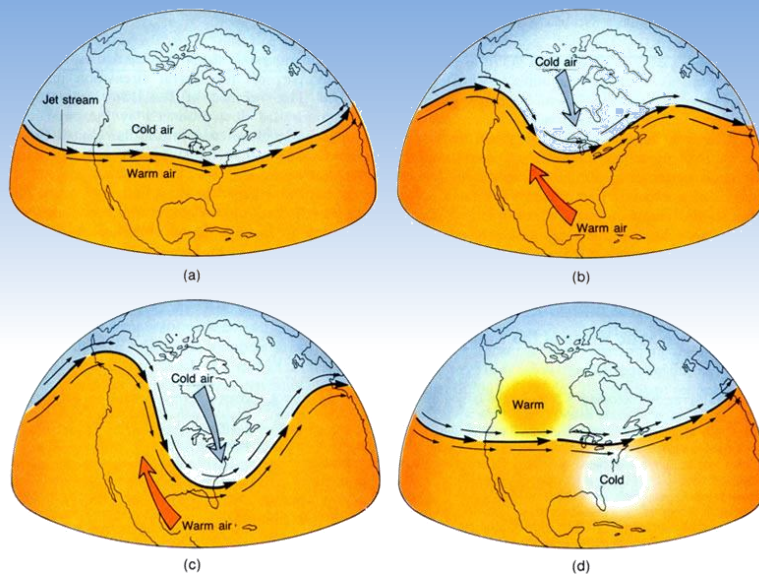 Jet stream
Cold air
Warm air
(a)
Cold air
Warm air
(b)
Cold air
Warm air
(c)
Warm
Cold
(d)